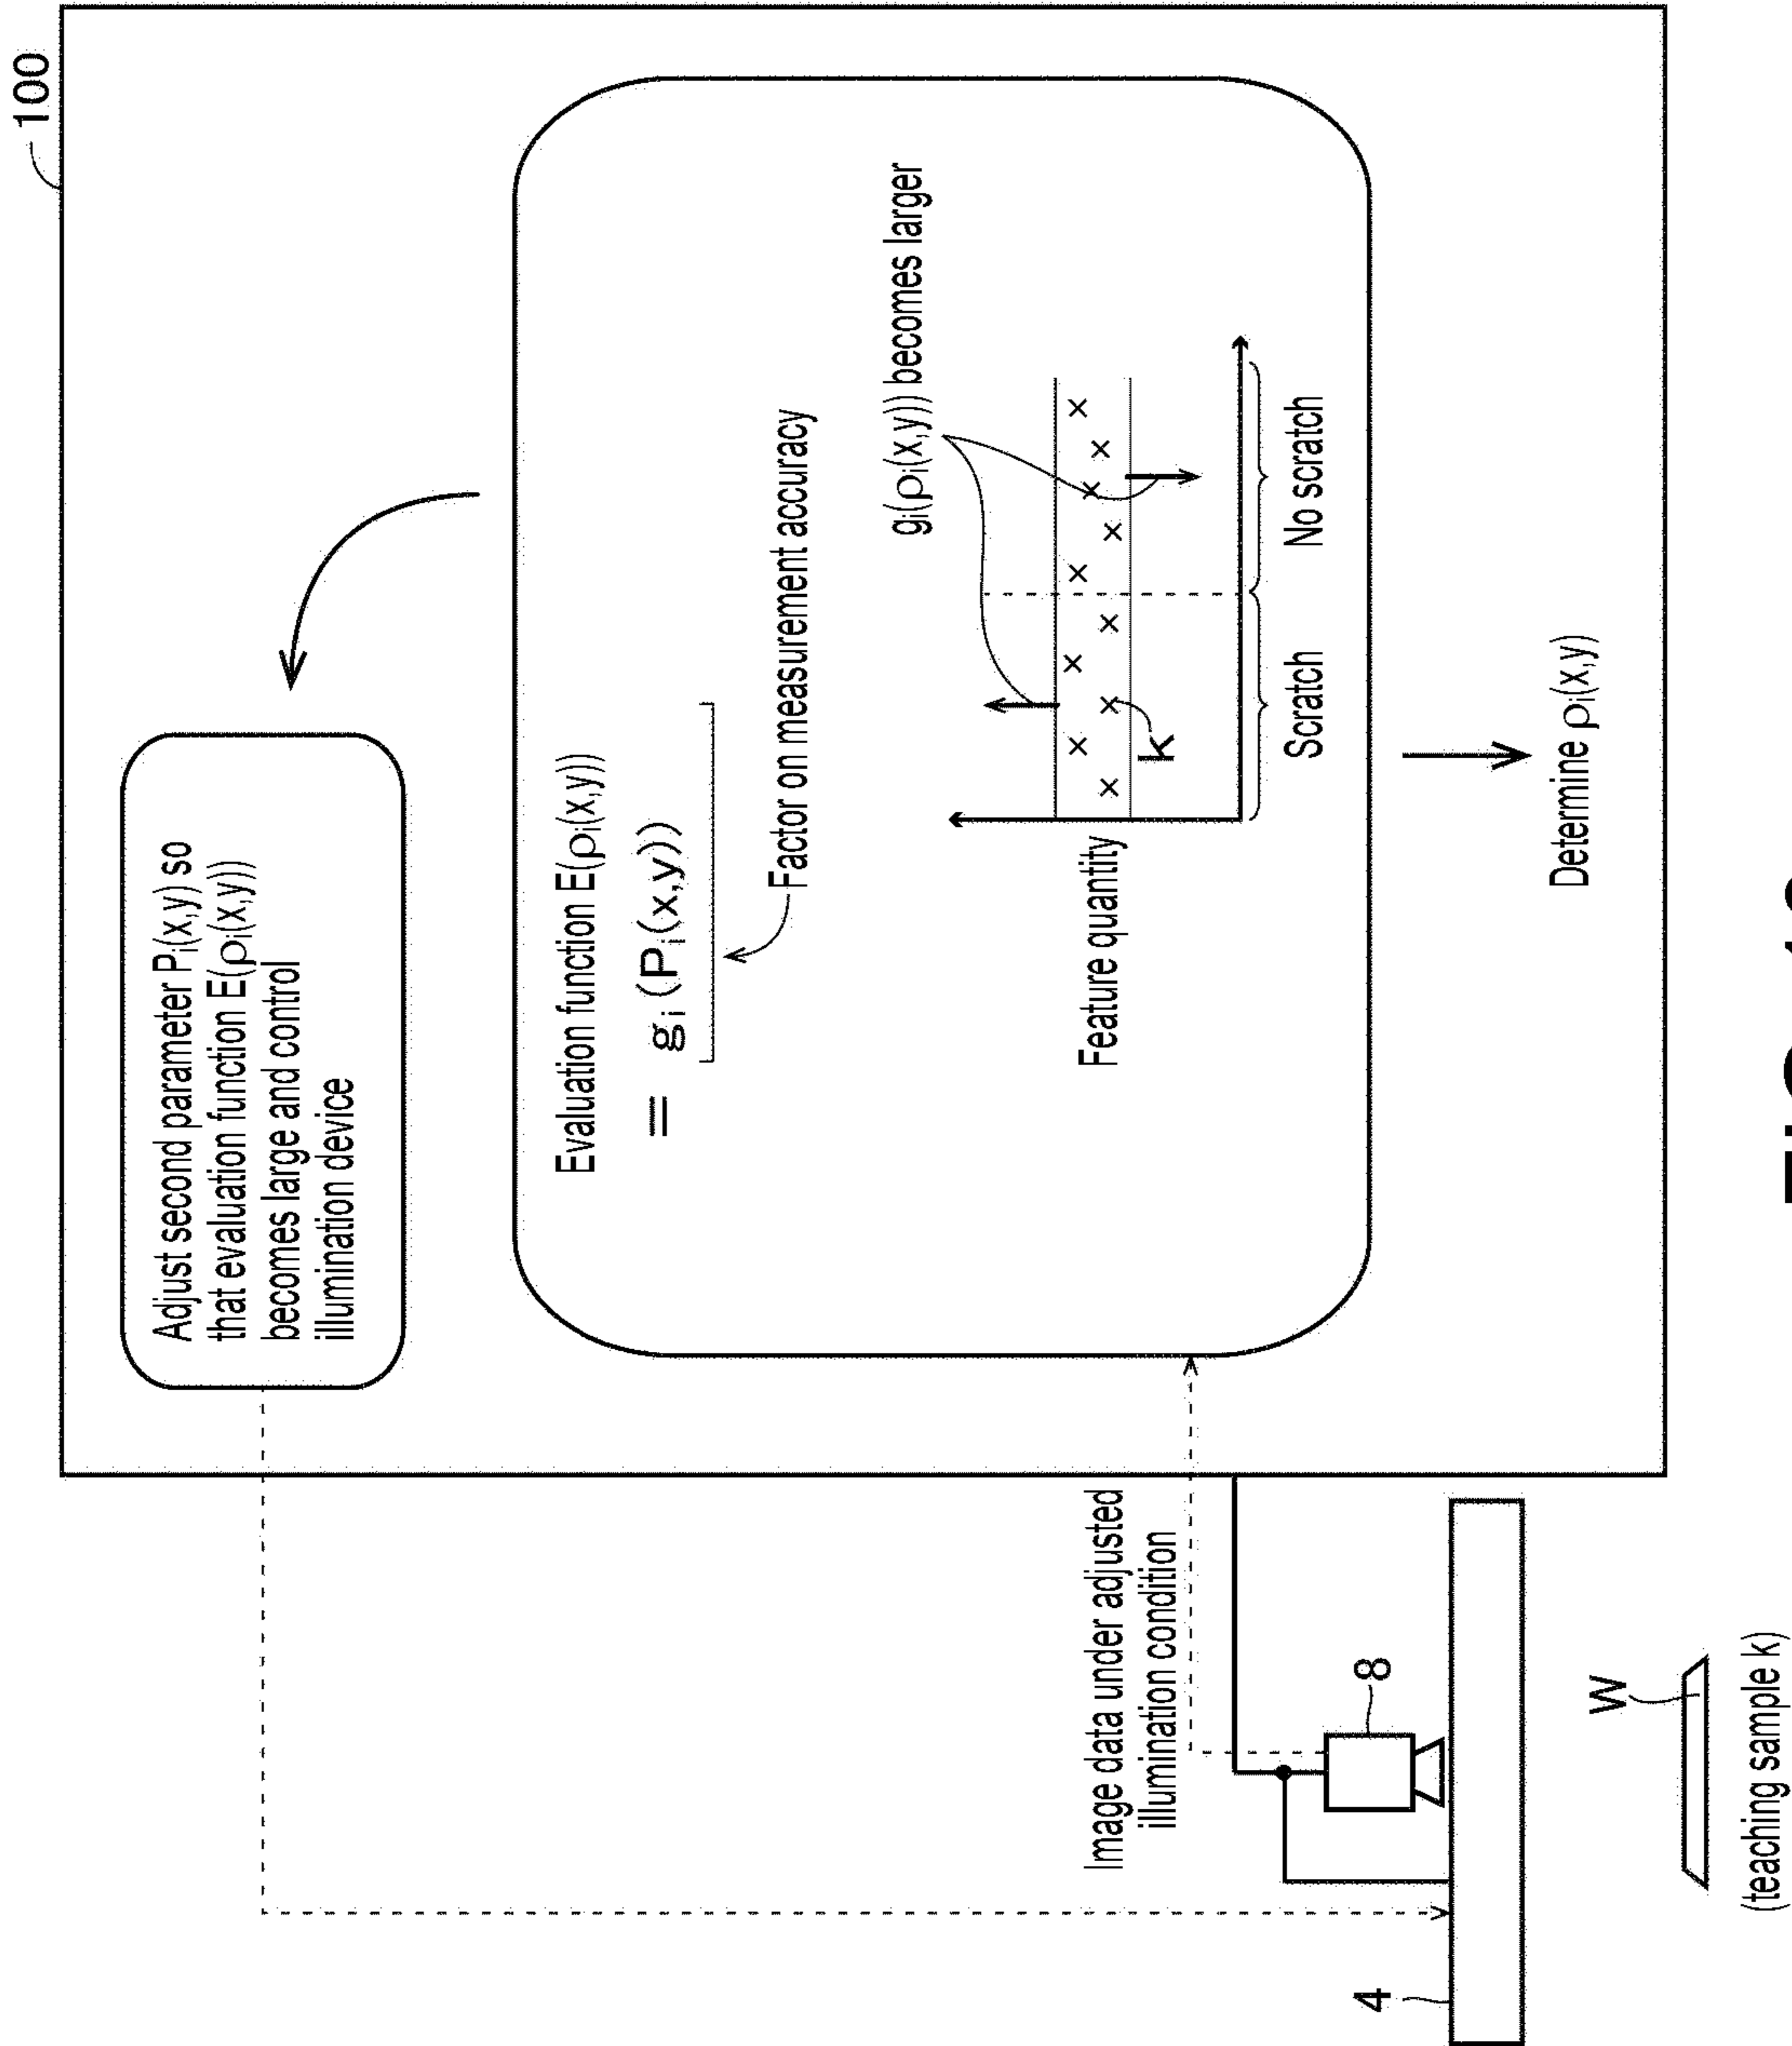 100
Adjust second parameter Pi(x,y) so
that evaluation function E(ρi(x,y))
becomes large and control
illumination device
Evaluation function E(ρi(x,y))
= gi(Pi(x,y))
Factor on measurement accuracy
gi(ρi(x,y)) becomes larger
Feature quantity
k
Scratch
No scratch
Determine ρi(x,y)
Image data under adjusted
illumination condition
8
4
W
(teaching sample k)